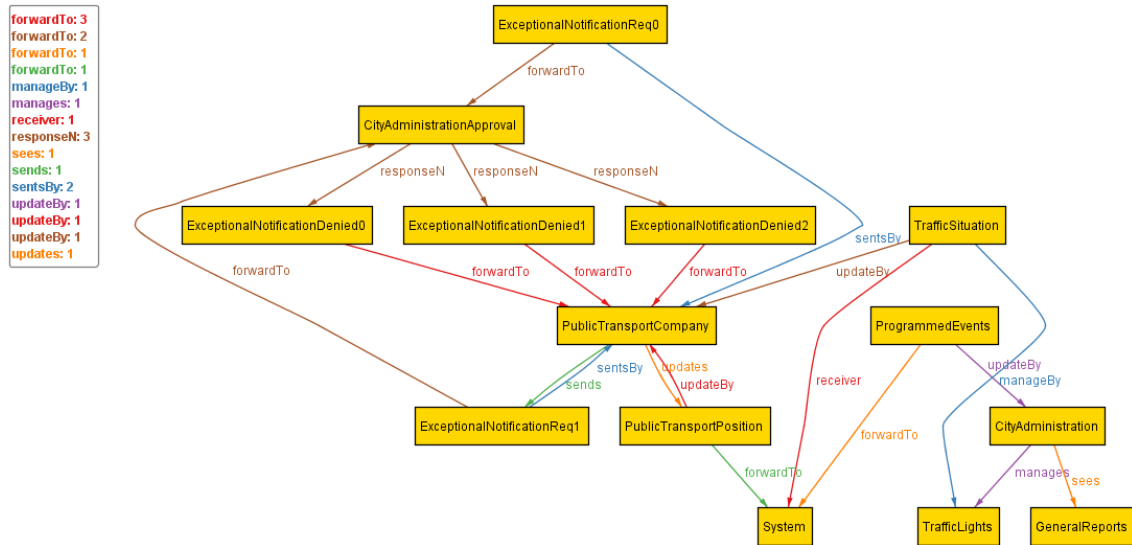 forwardTo: 3
forwardTo: 2
forwardTo: 1
forwardTo: 1
manageBy: 1
manages: 1
receiver: 1
responseN: 3
sees: 1
sends: 1
sentsBy: 2
updateBy: 1
updateBy: 1
updateBy: 1
updates: 1
ExceptionalNotificationReq0
forwardTo
CityAdministrationApproval
responseN
responseN
responseN
ExceptionalNotificationDenied0
ExceptionalNotificationDenied1
ExceptionalNotificationDenied2
TrafficSituation
sentsBy
forwardTo
forwardTo
forwardTo
forwardTo
updateBy
PublicTransportCompany
ProgrammedEvents
sentsBy
updates
updateBy
sends
updateBy
receiver
manageBy
ExceptionalNotificationReq1
PublicTransportPosition
CityAdministration
forwardTo
forwardTo
manages
sees
System
TrafficLights
GeneralReports